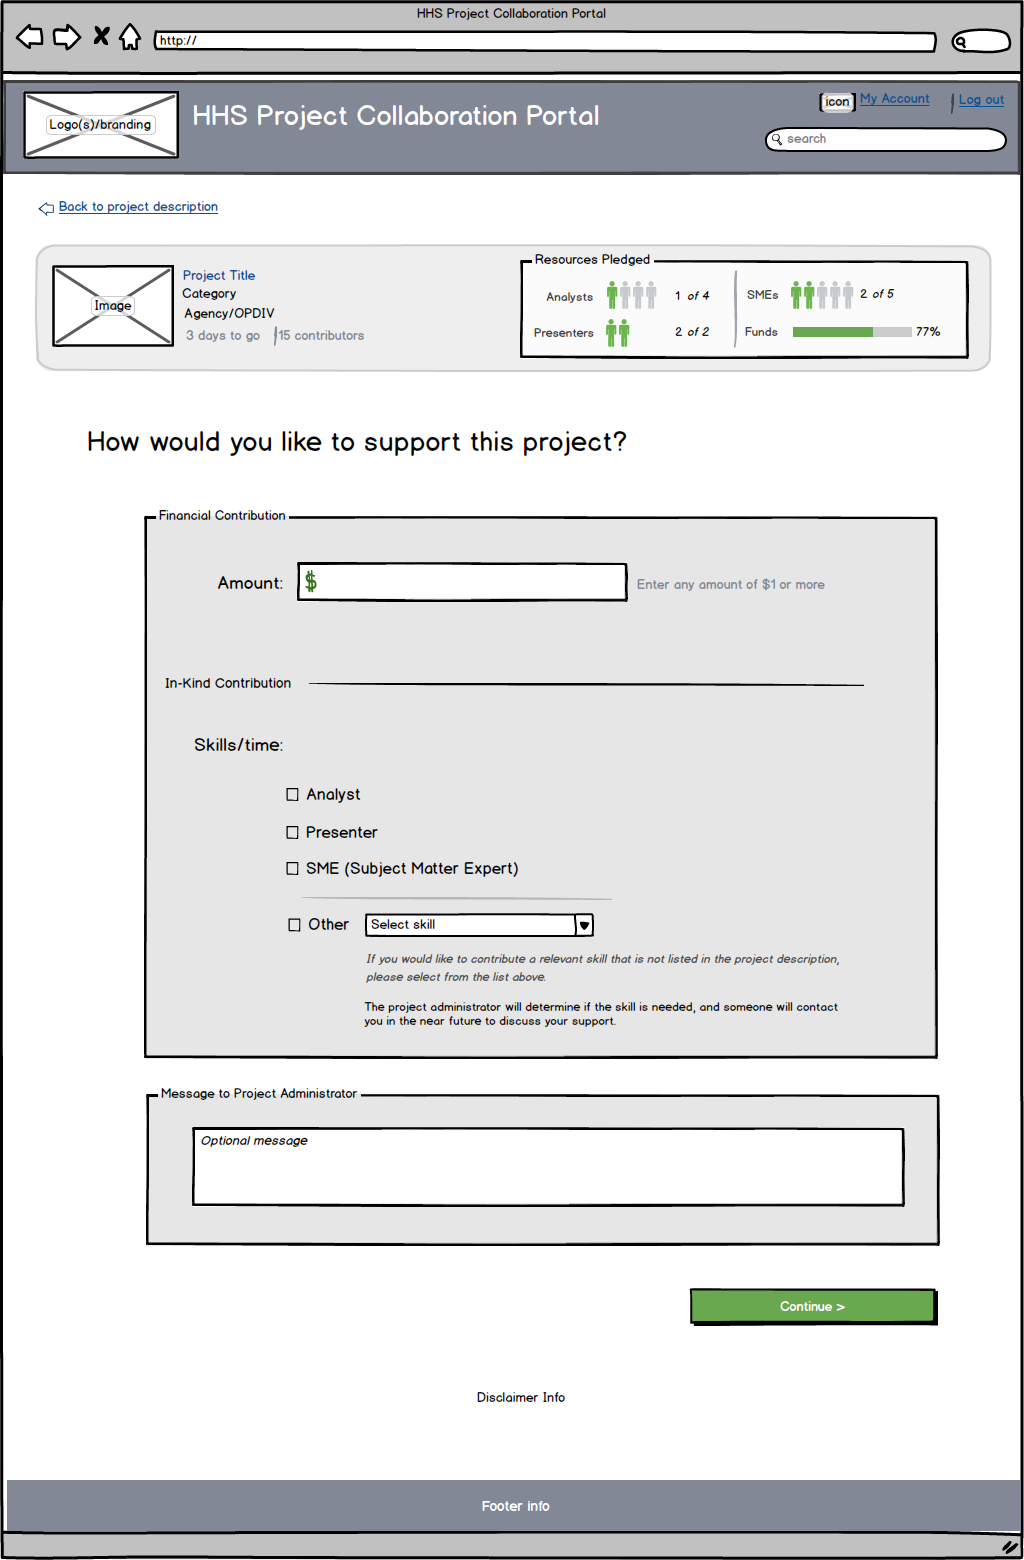 HHS Project Collaboration Portal
http://
Logo(s)/branding
HHS Project Collaboration Portal
icon
My Account
Log out
search
Back to project description
Image
Project Title
Category
Agency/OPDIV
3 days to go
15 contributors
Resources Pledged
Analysts
1 of 4
SMEs
2 of 5
Presenters
2 of 2
Funds
77%
How would you like to support this project?
Financial Contribution
Amount:
$
Enter any amount of $1 or more
In-Kind Contribution
Skills/time:
Analyst
Presenter
SME (Subject Matter Expert)
Other
Select skill
If you would like to contribute a relevant skill that is not listed in the project description,
please select from the list above.
The project administrator will determine if the skill is needed, and someone will contact
you in the near future to discuss your support.
Message to Project Administrator
Optional message
Continue >
Disclaimer Info
Footer info